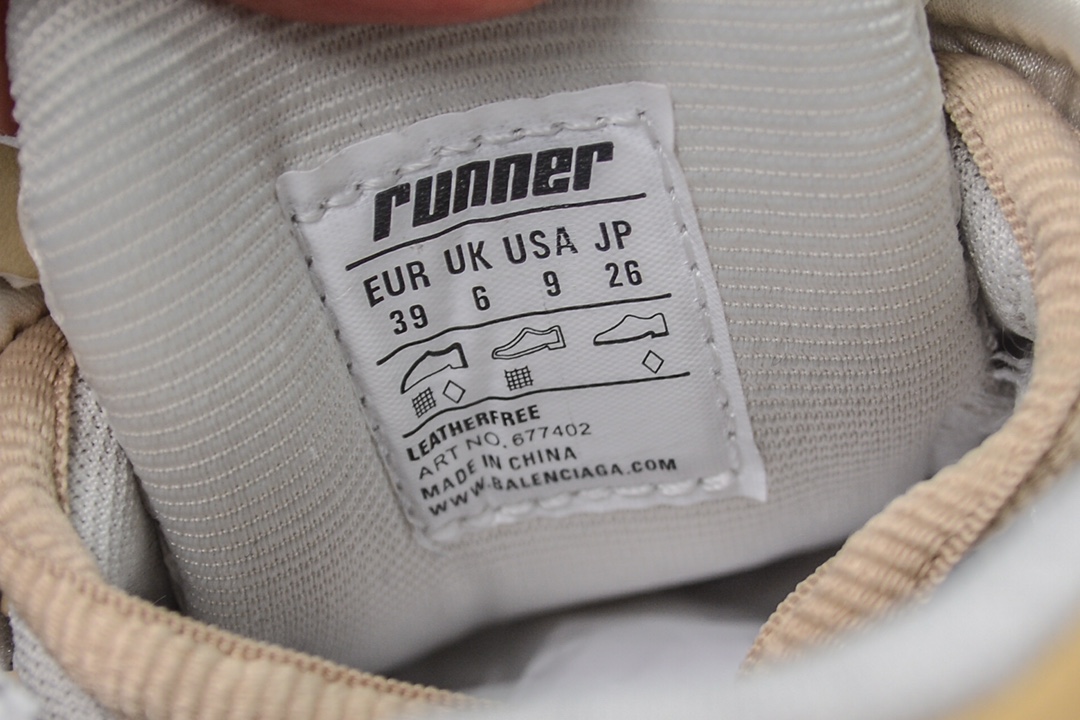 runner
EUR UK USA JP
39 6 9 26
LEATHERFREE
ART NO. 677402
MADE IN CHINA
WWW.BALENCIAGA.COM